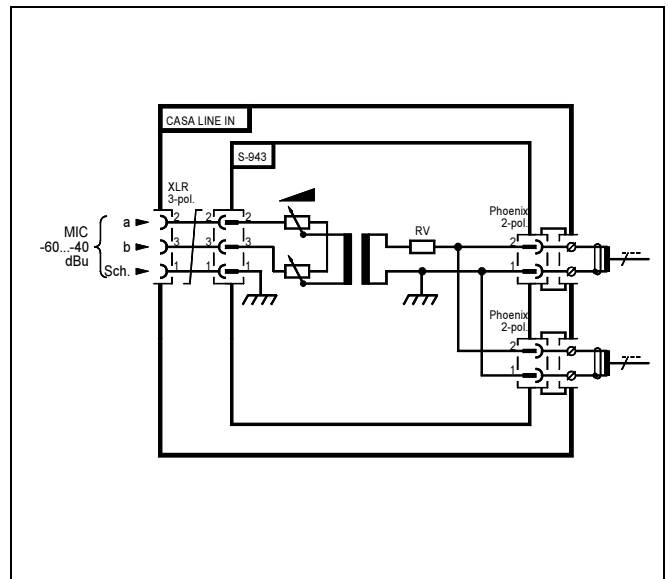 CASA LINE IN
S-943
XLR
3-pol.
MIC
-60...-40
dBu
a
b
Sch.
2
3
1
2
3
1
2
3
1
RV
Phoenix
2-pol.
2
1
Phoenix
2-pol.
2
1